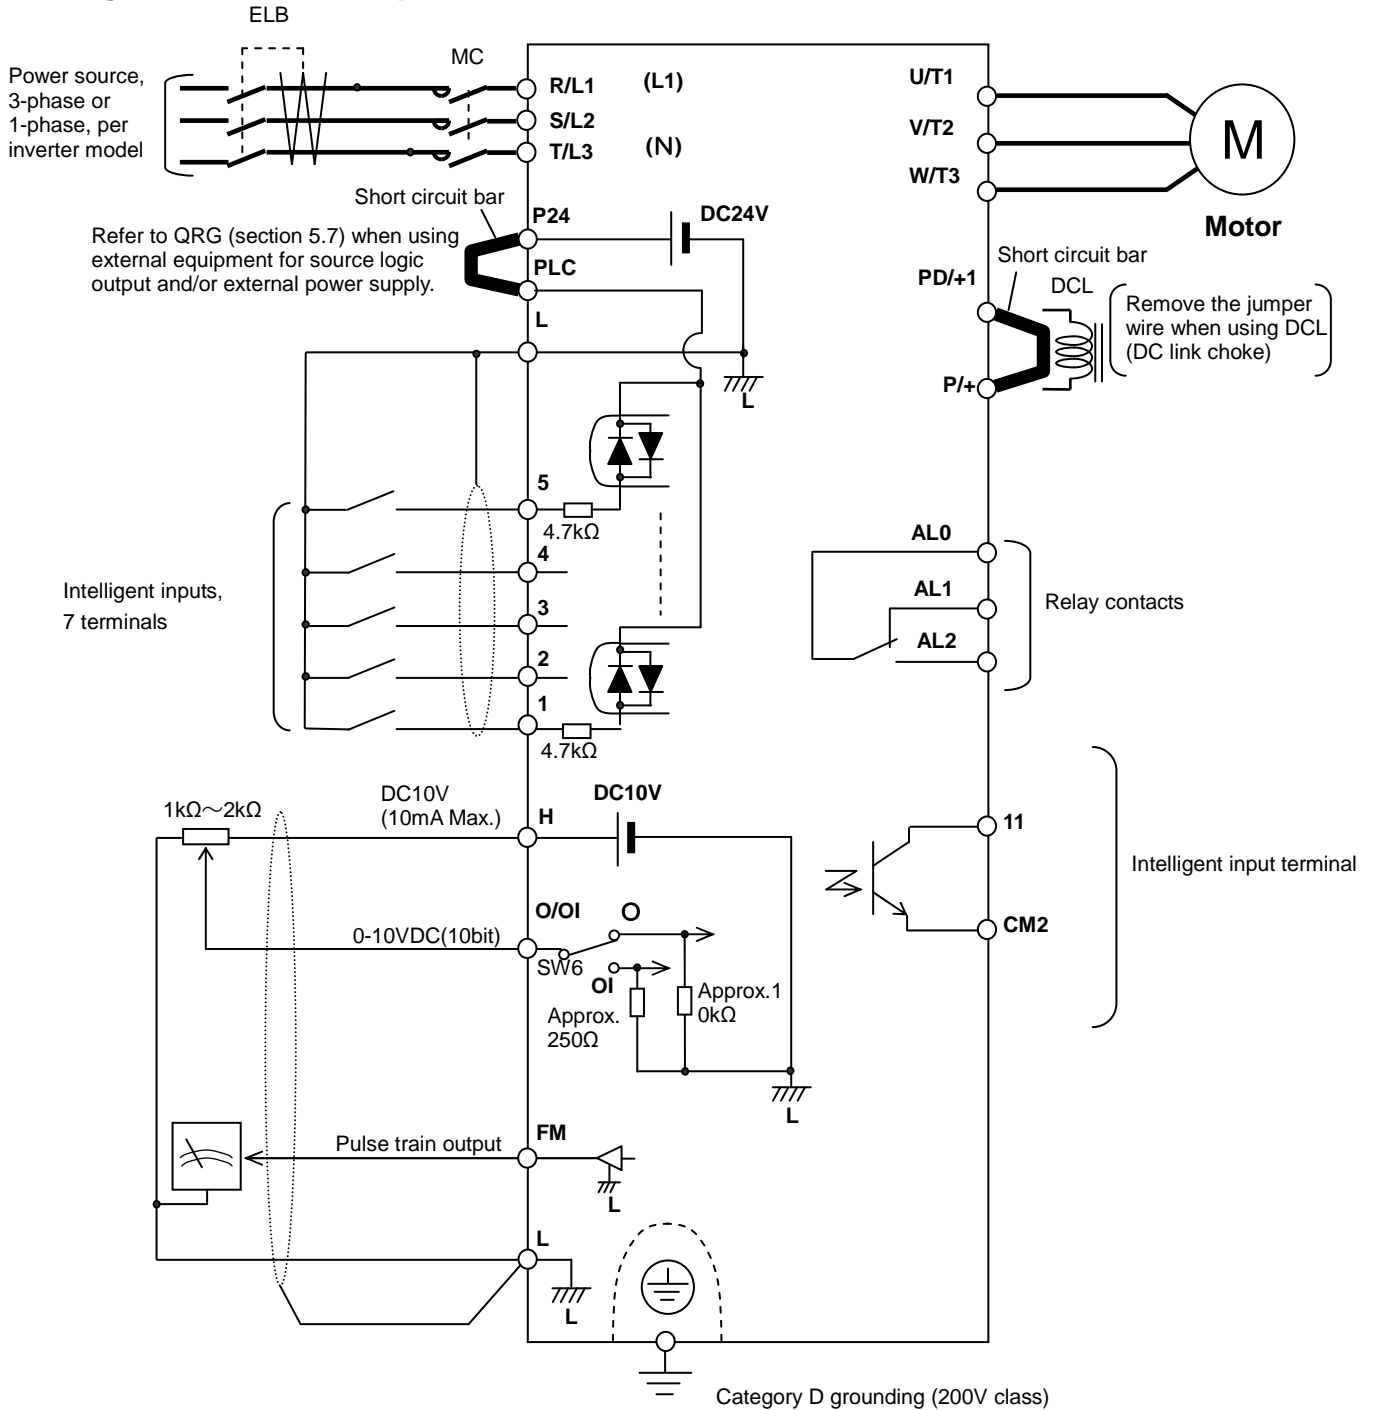 ELB
MC
Power source,
3-phase or
1-phase, per
inverter model
R/L1
(L1)
S/L2
T/L3
(N)
U/T1
V/T2
W/T3
M
Motor
Short circuit bar
P24
DC24V
Refer to QRG (section 5.7) when using
external equipment for source logic
output and/or external power supply.
PLC
L
L
Short circuit bar
PD/+1
DCL
Remove the jumper
wire when using DCL
(DC link choke)
P/+
5
4.7kΩ
4
3
2
1
4.7kΩ
Intelligent inputs,
7 terminals
AL0
AL1
AL2
Relay contacts
1kΩ～2kΩ
DC10V
(10mA Max.)
H
DC10V
O/OI
O
0-10VDC(10bit)
SW6
OI
Approx.
250Ω
Approx.1
0kΩ
L
11
CM2
Intelligent input terminal
FM
Pulse train output
L
L
L
Category D grounding (200V class)